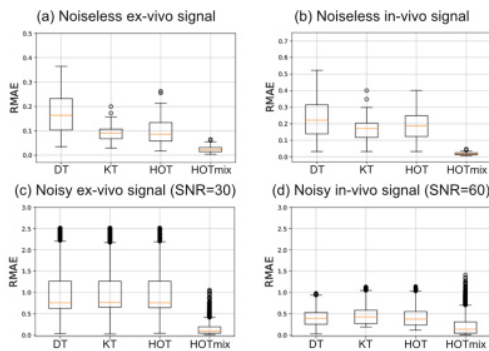 (a) Noiseless ex-vivo signal
(b) Noiseless in-vivo signal
RMAE
0.5
0.4
0.3
0.2
0.1
0.0
DT KT HOT HOTmix
RMAE
0.5
0.4
0.3
0.2
0.1
0.0
DT KT HOT HOTmix
(c) Noisy ex-vivo signal (SNR=30)
(d) Noisy in-vivo signal (SNR=60)
RMAE
3.0
2.5
2.0
1.5
1.0
0.5
0.0
DT KT HOT HOTmix
RMAE
3.0
2.5
2.0
1.5
1.0
0.5
0.0
DT KT HOT HOTmix